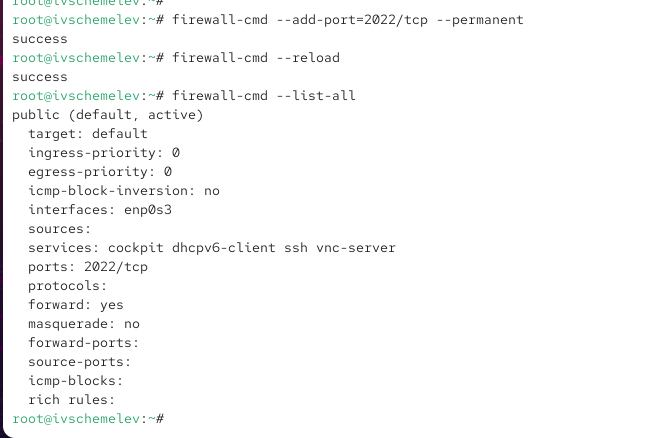 root@ivschemelev:~#
root@ivschemelev:~# firewall-cmd --add-port=2022/tcp --permanent
success
root@ivschemelev:~# firewall-cmd --reload
success
root@ivschemelev:~# firewall-cmd --list-all
public (default, active)
  target: default
  ingress-priority: 0
  egress-priority: 0
  icmp-block-inversion: no
  interfaces: enp0s3
  sources:
  services: cockpit dhcpv6-client ssh vnc-server
  ports: 2022/tcp
  protocols:
  forward: yes
  masquerade: no
  forward-ports:
  source-ports:
  icmp-blocks:
  rich rules:
root@ivschemelev:~#